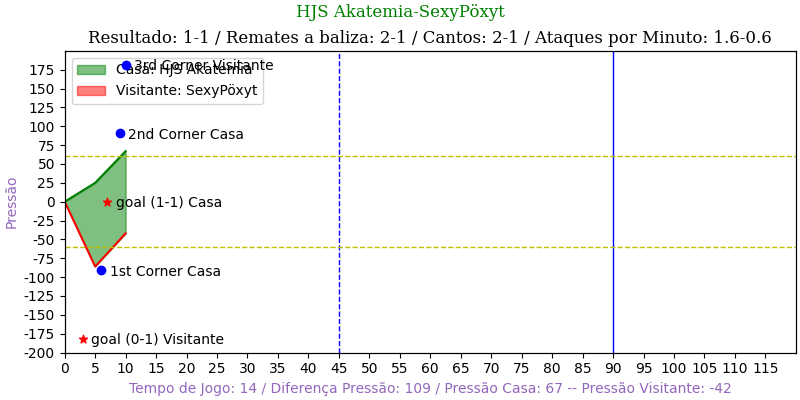 HJS Akatemia-SexyPöxyt
Resultado: 1-1 / Remates a baliza: 2-1 / Cantos: 2-1 / Ataques por Minuto: 1.6-0.6
Casa: HJS Akatemia
3rd Corner Visitante
Visitante: SexyPöxyt
2nd Corner Casa
goal (1-1) Casa
1st Corner Casa
goal (0-1) Visitante
Pressão
175
150
125
100
75
50
25
0
-25
-50
-75
-100
-125
-150
-175
-200
0 5 10 15 20 25 30 35 40 45 50 55 60 65 70 75 80 85 90 95 100 105 110 115
Tempo de Jogo: 14 / Diferença Pressão: 109 / Pressão Casa: 67 -- Pressão Visitante: -42